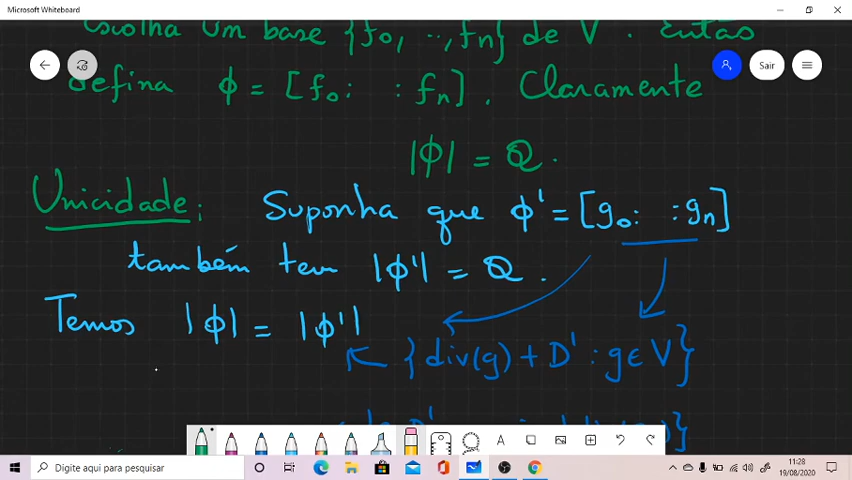 Microsoft Whiteboard
Escolha um base {f₀, ..., fₙ} de V. Então
defina ϕ = [f₀: :fₙ]. Claramente
|ϕ| = Q.
Unicidade: Suponha que ϕ' = [g₀: :gₙ]
também tem |ϕ'| = Q.
Temos |ϕ| = |ϕ'|
{div(g) + D' : g ∈ V}
Sair
Digite aqui para pesquisar
11:28
19/08/2020